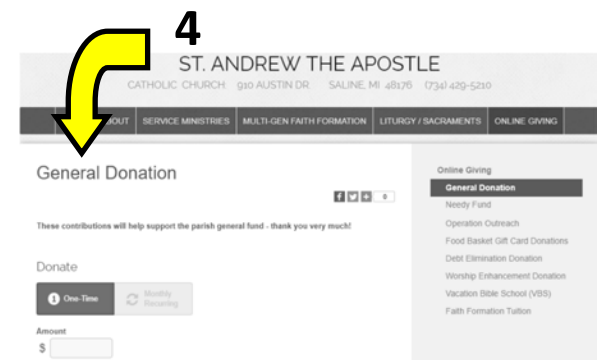 4
ST. ANDREW THE APOSTLE
CATHOLIC CHURCH 910 AUSTIN DR. SALINE, MI 48176 (734) 429-5210
OUT SERVICE MINISTRIES MULTI-GEN FAITH FORMATION LITURGY / SACRAMENTS ONLINE GIVING
General Donation
0
These contributions will help support the parish general fund - thank you very much!
Donate
1 One-Time
Monthly
Recurring
Amount
$
Online Giving
General Donation
Needy Fund
Operation Outreach
Food Basket Gift Card Donations
Debt Elimination Donation
Worship Enhancement Donation
Vacation Bible School (VBS)
Faith Formation Tuition